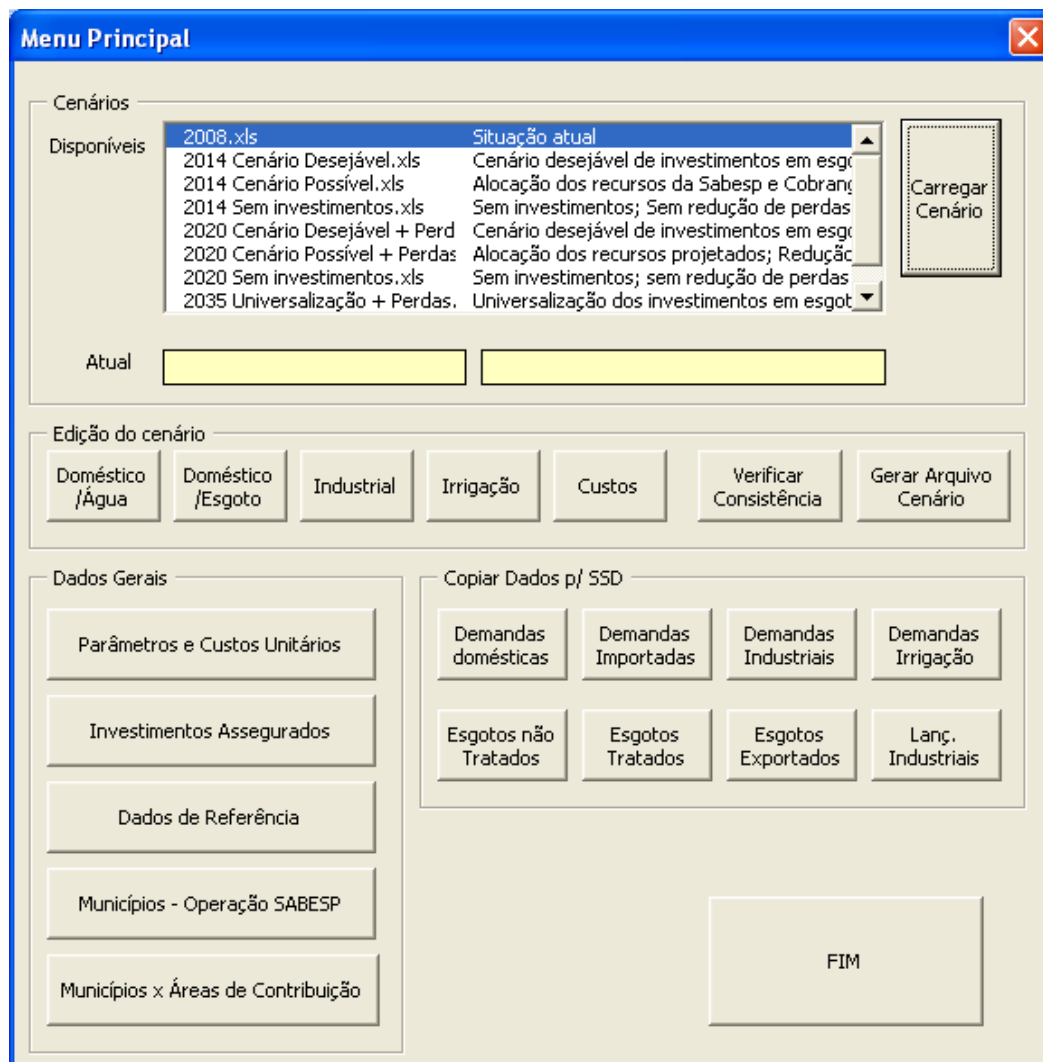 Menu Principal
Cenários
Disponíveis
2008.xls Situação atual
2014 Cenário Desejável.xls Cenário desejável de investimentos em esgo
2014 Cenário Possível.xls Alocação dos recursos da Sabesp e Cobranç
2014 Sem investimentos.xls Sem investimentos; Sem redução de perdas
2020 Cenário Desejável + Perd Cenário desejável de investimentos em esgo
2020 Cenário Possível + Perdas Alocação dos recursos projetados; Reduçãc
2020 Sem investimentos.xls Sem investimentos; sem redução de perdas
2035 Universalização + Perdas. Universalização dos investimentos em esgot
Carregar
Cenário
Atual
Edição do cenário
Doméstico
/Água
Doméstico
/Esgoto
Industrial
Irrigação
Custos
Verificar
Consistência
Gerar Arquivo
Cenário
Dados Gerais
Parâmetros e Custos Unitários
Investimentos Assegurados
Dados de Referência
Municípios - Operação SABESP
Municípios x Áreas de Contribuição
Copiar Dados p/ SSD
Demandas
domésticas
Demandas
Importadas
Demandas
Industriais
Demandas
Irrigação
Esgotos não
Tratados
Esgotos
Tratados
Esgotos
Exportados
Lanç.
Industriais
FIM